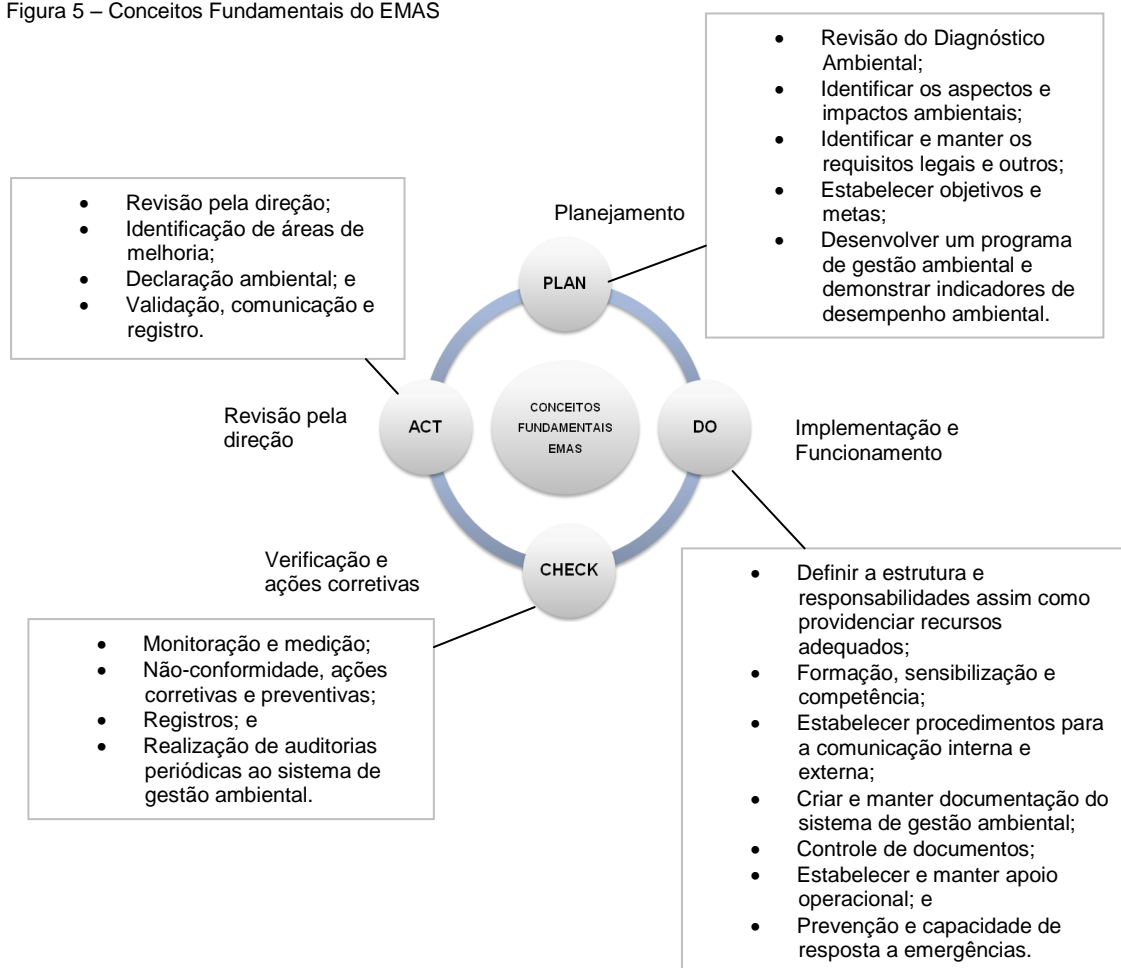 Figura 5 – Conceitos Fundamentais do EMAS
• Revisão do Diagnóstico
Ambiental;
• Identificar os aspectos e
impactos ambientais;
• Identificar e manter os
requisitos legais e outros;
• Estabelecer objetivos e
metas;
• Desenvolver um programa
de gestão ambiental e
demonstrar indicadores de
desempenho ambiental.
Planejamento
PLAN
• Revisão pela direção;
• Identificação de áreas de
melhoria;
• Declaração ambiental; e
• Validação, comunicação e
registro.
Revisão pela
direção
ACT
CONCEITOS
FUNDAMENTAIS
EMAS
DO
Implementação e
Funcionamento
CHECK
Verificação e
ações corretivas
• Monitoração e medição;
• Não-conformidade, ações
corretivas e preventivas;
• Registros; e
• Realização de auditorias
periódicas ao sistema de
gestão ambiental.
• Definir a estrutura e
responsabilidades assim como
providenciar recursos
adequados;
• Formação, sensibilização e
competência;
• Estabelecer procedimentos para
a comunicação interna e
externa;
• Criar e manter documentação do
sistema de gestão ambiental;
• Controle de documentos;
• Estabelecer e manter apoio
operacional; e
• Prevenção e capacidade de
resposta a emergências.